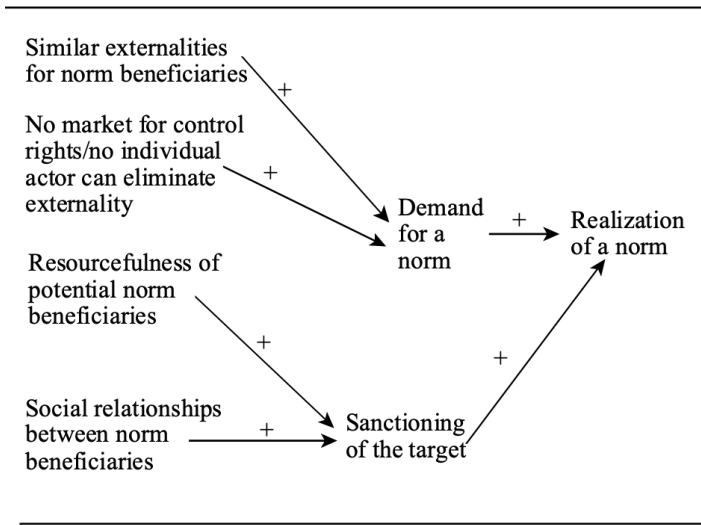 Similar externalities
for norm beneficiaries
+
No market for control
rights/no individual
actor can eliminate
externality
+
Demand
for a
norm
+
Realization
of a norm
Resourcefulness of
potential norm
beneficiaries
+
+
Social relationships
between norm
beneficiaries
+
Sanctioning
of the target